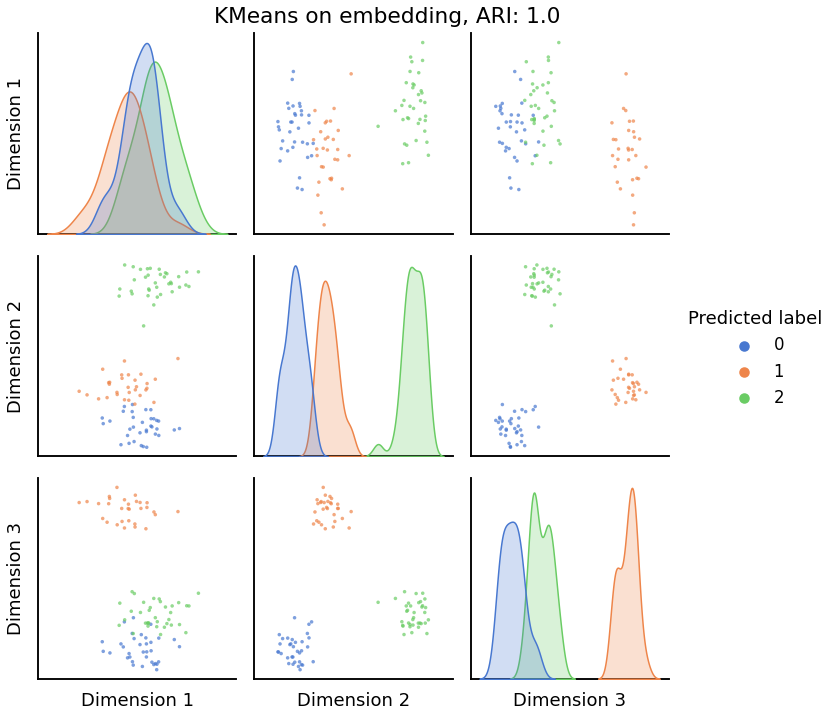 KMeans on embedding, ARI: 1.0
Dimension 1
Dimension 2
Dimension 3
Predicted label
0
1
2
Dimension 1
Dimension 2
Dimension 3